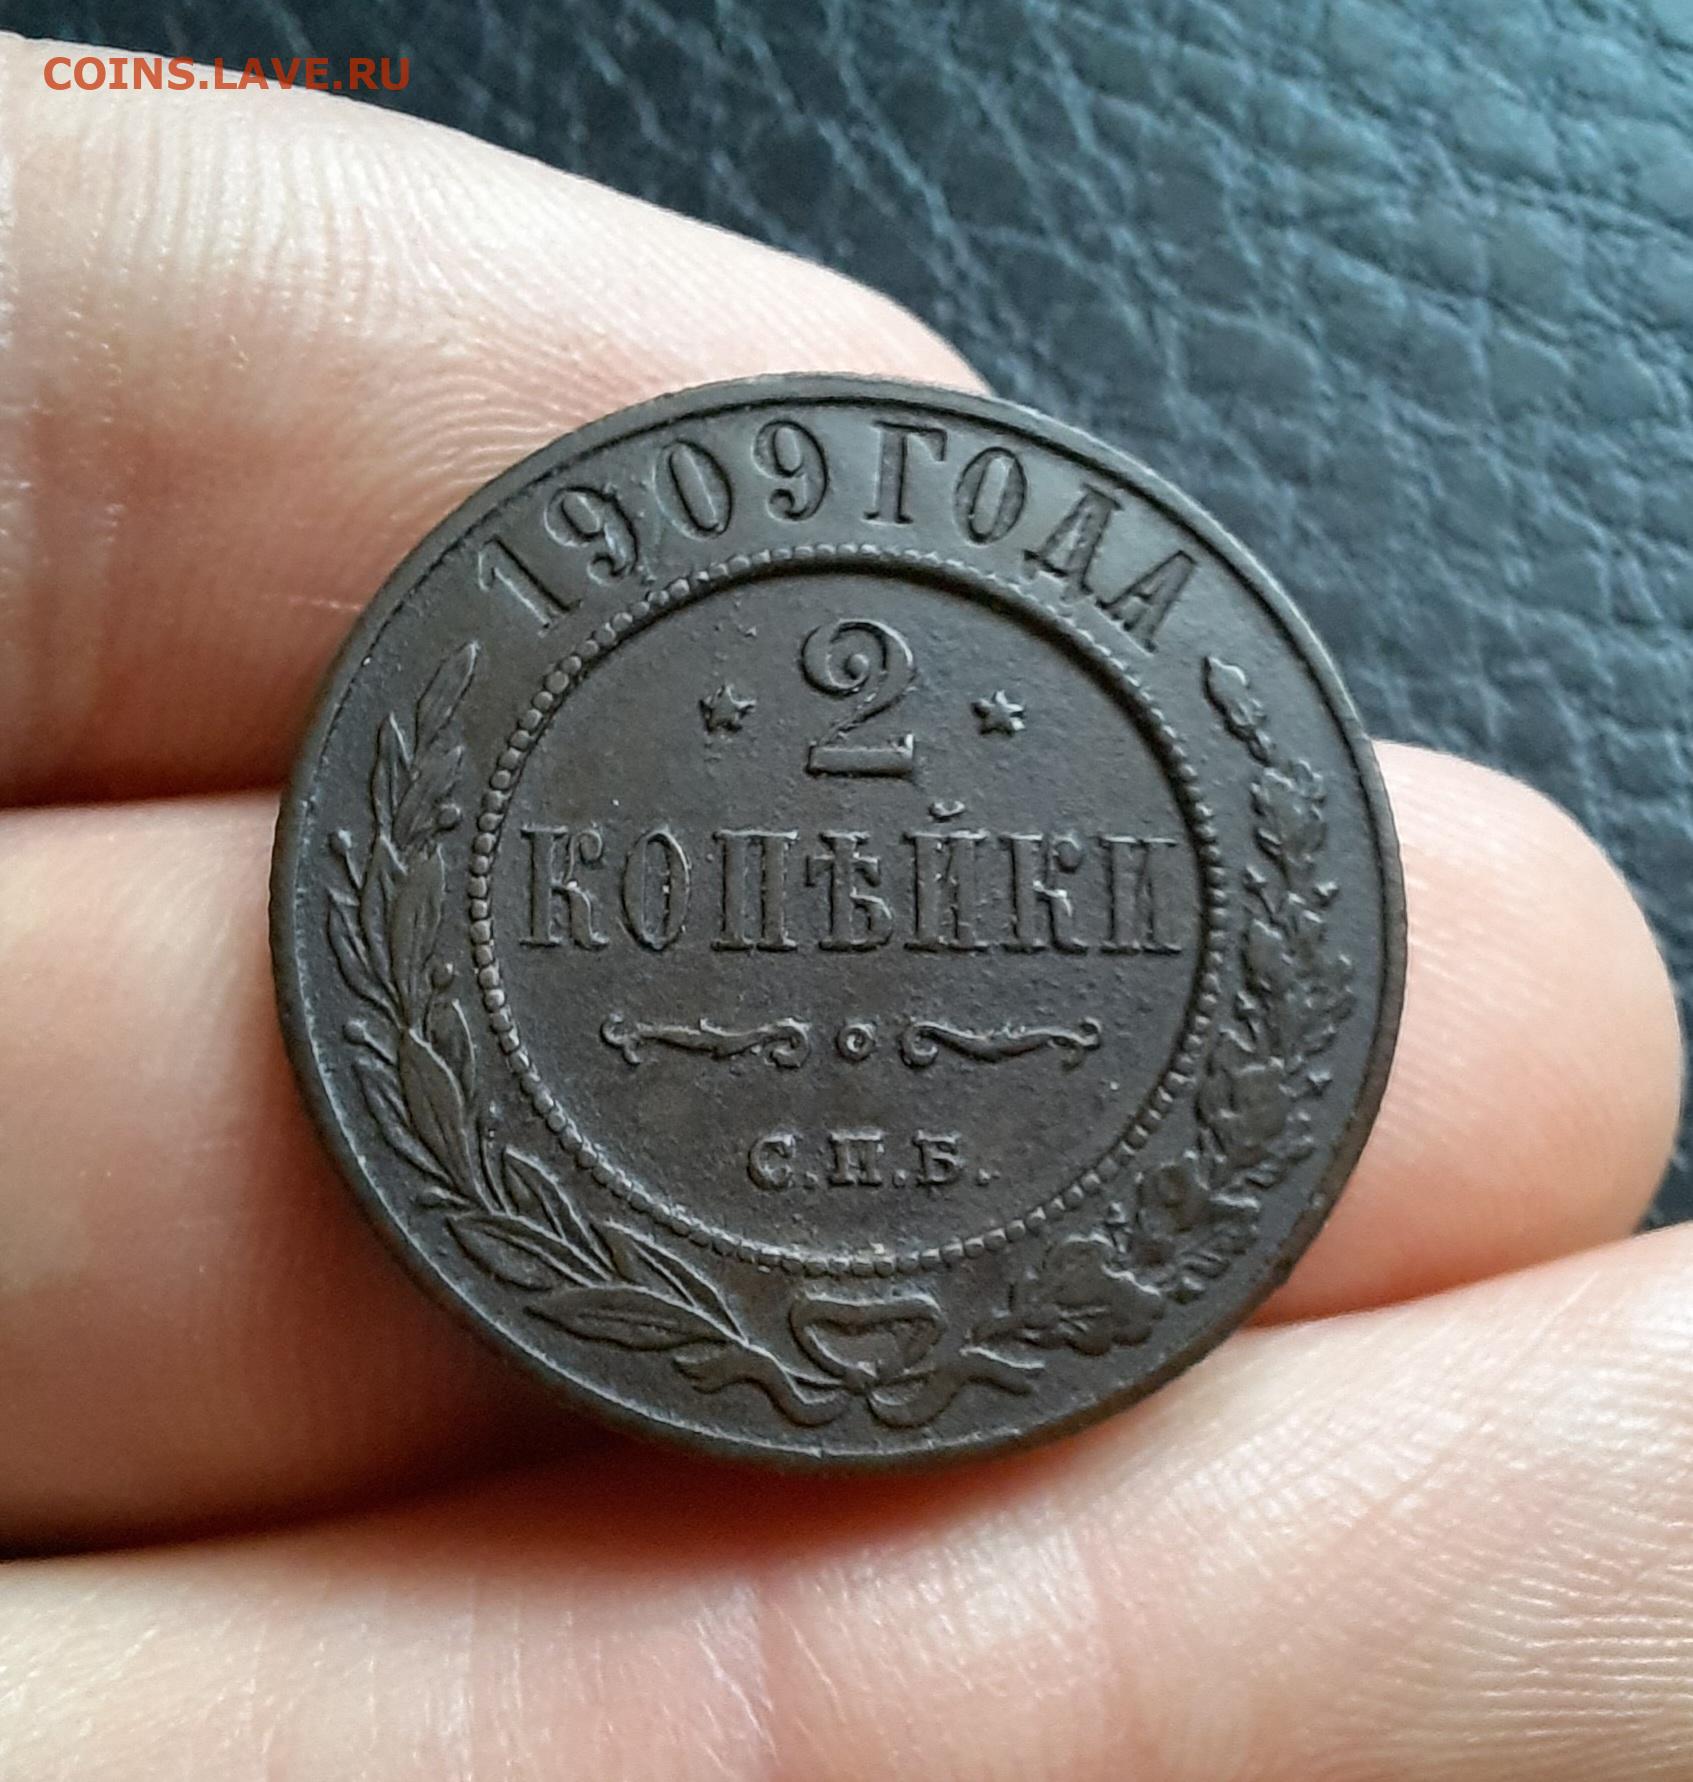 COINS.LAVE.RU
1909 ГОДА
2
КОПѢЙКИ
С.П.Б.